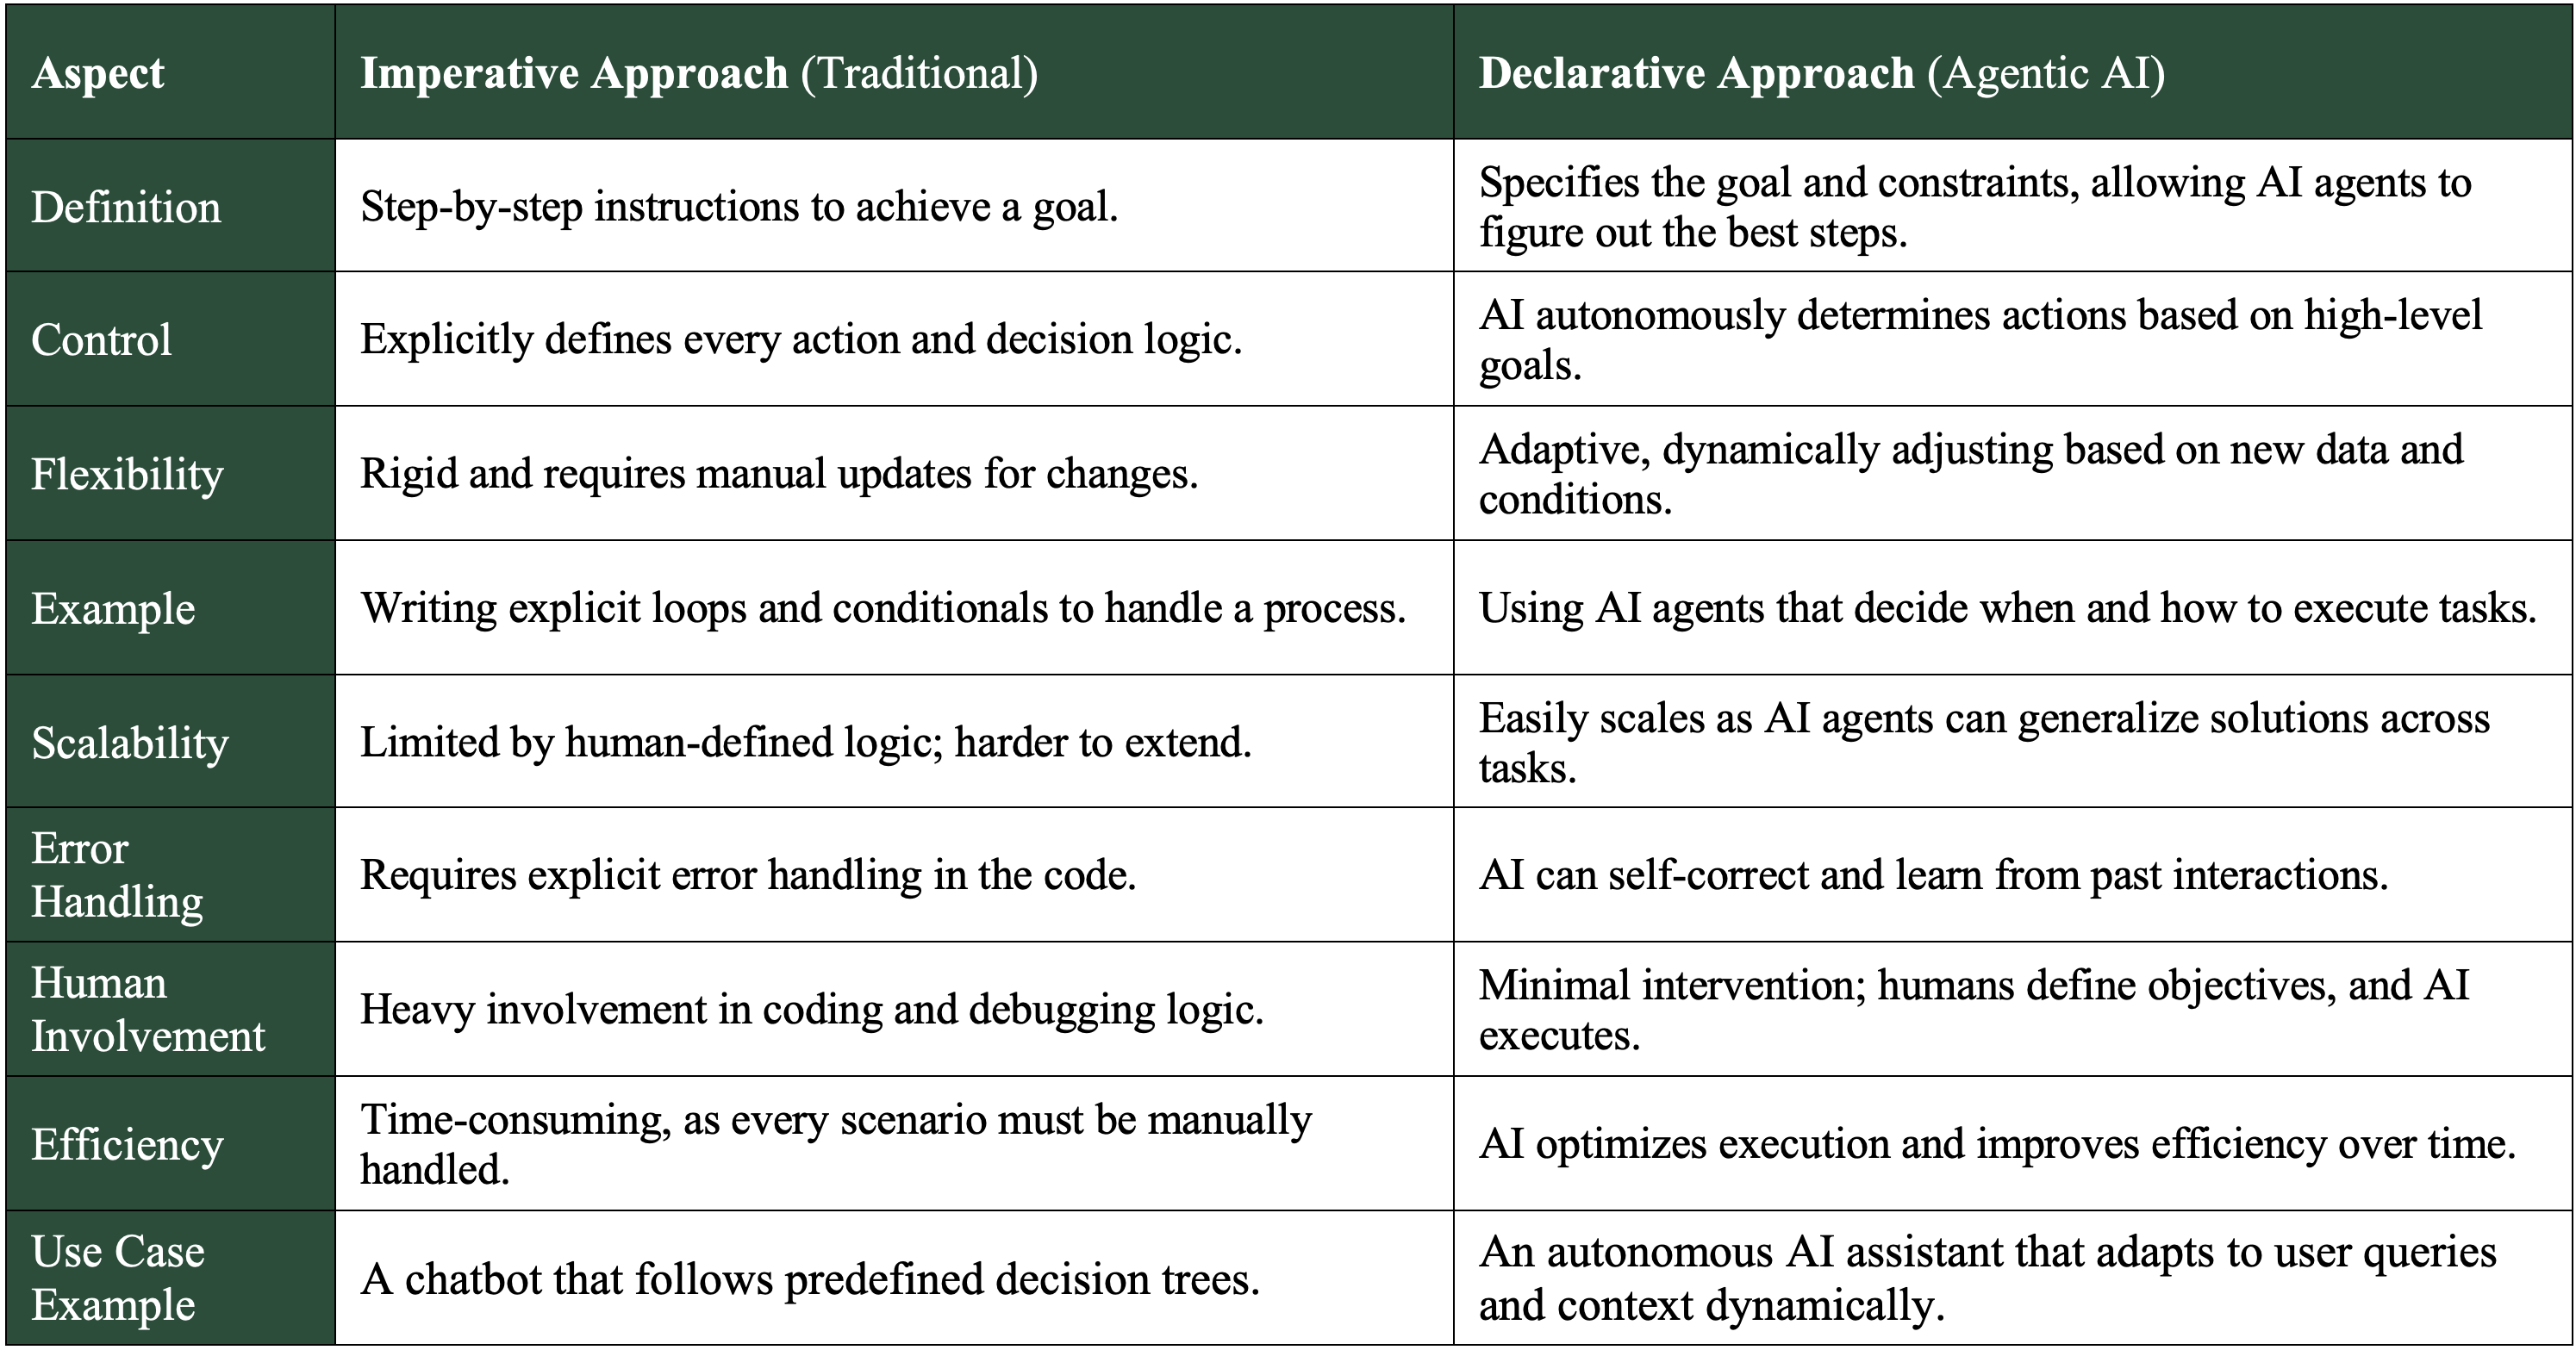 Aspect
Imperative Approach (Traditional)
Declarative Approach (Agentic AI)
Definition
Step-by-step instructions to achieve a goal.
Specifies the goal and constraints, allowing AI agents to
figure out the best steps.
Control
Explicitly defines every action and decision logic.
AI autonomously determines actions based on high-level
goals.
Flexibility
Rigid and requires manual updates for changes.
Adaptive, dynamically adjusting based on new data and
conditions.
Example
Writing explicit loops and conditionals to handle a process.
Using AI agents that decide when and how to execute tasks.
Scalability
Limited by human-defined logic; harder to extend.
Easily scales as AI agents can generalize solutions across
tasks.
Error
Handling
Requires explicit error handling in the code.
AI can self-correct and learn from past interactions.
Human
Involvement
Heavy involvement in coding and debugging logic.
Minimal intervention; humans define objectives, and AI
executes.
Efficiency
Time-consuming, as every scenario must be manually
handled.
AI optimizes execution and improves efficiency over time.
Use Case
Example
A chatbot that follows predefined decision trees.
An autonomous AI assistant that adapts to user queries
and context dynamically.